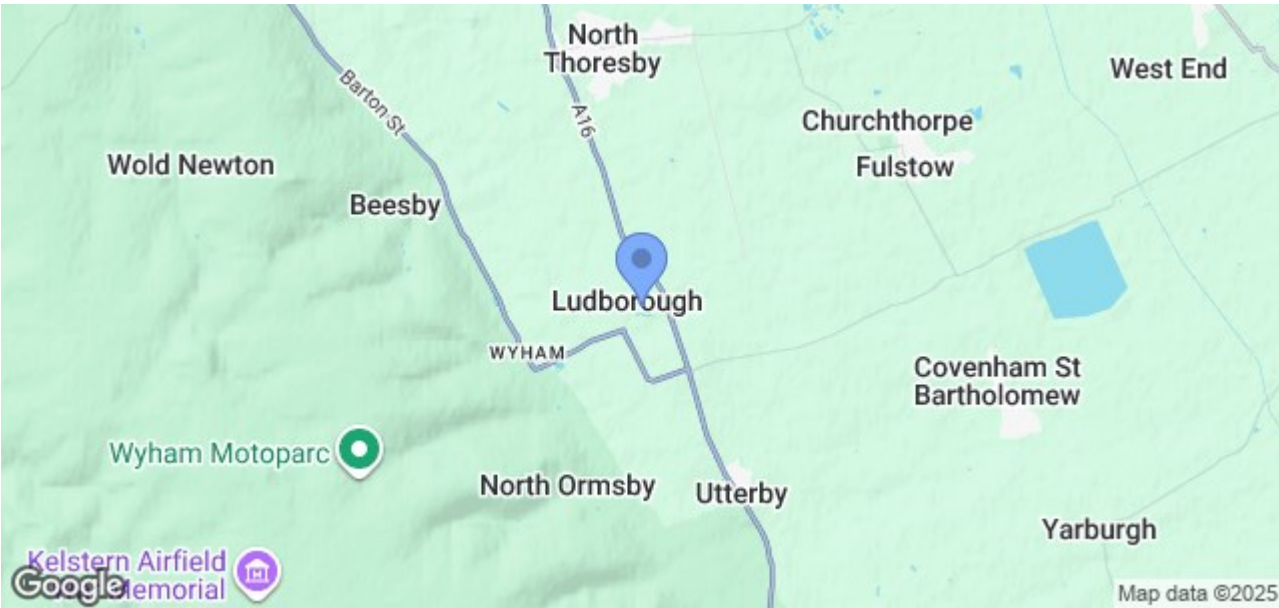 North
Thoresby
West End
Barton St
A16
Churchthorpe
Fulstow
Wold Newton
Beesby
Ludborough
WYHAM
Covenham St
Bartholomew
Wyham Motoparc
North Ormsby
Utterby
Yarburgh
Kelstern Airfield
Memorial
Google
Map data ©2025